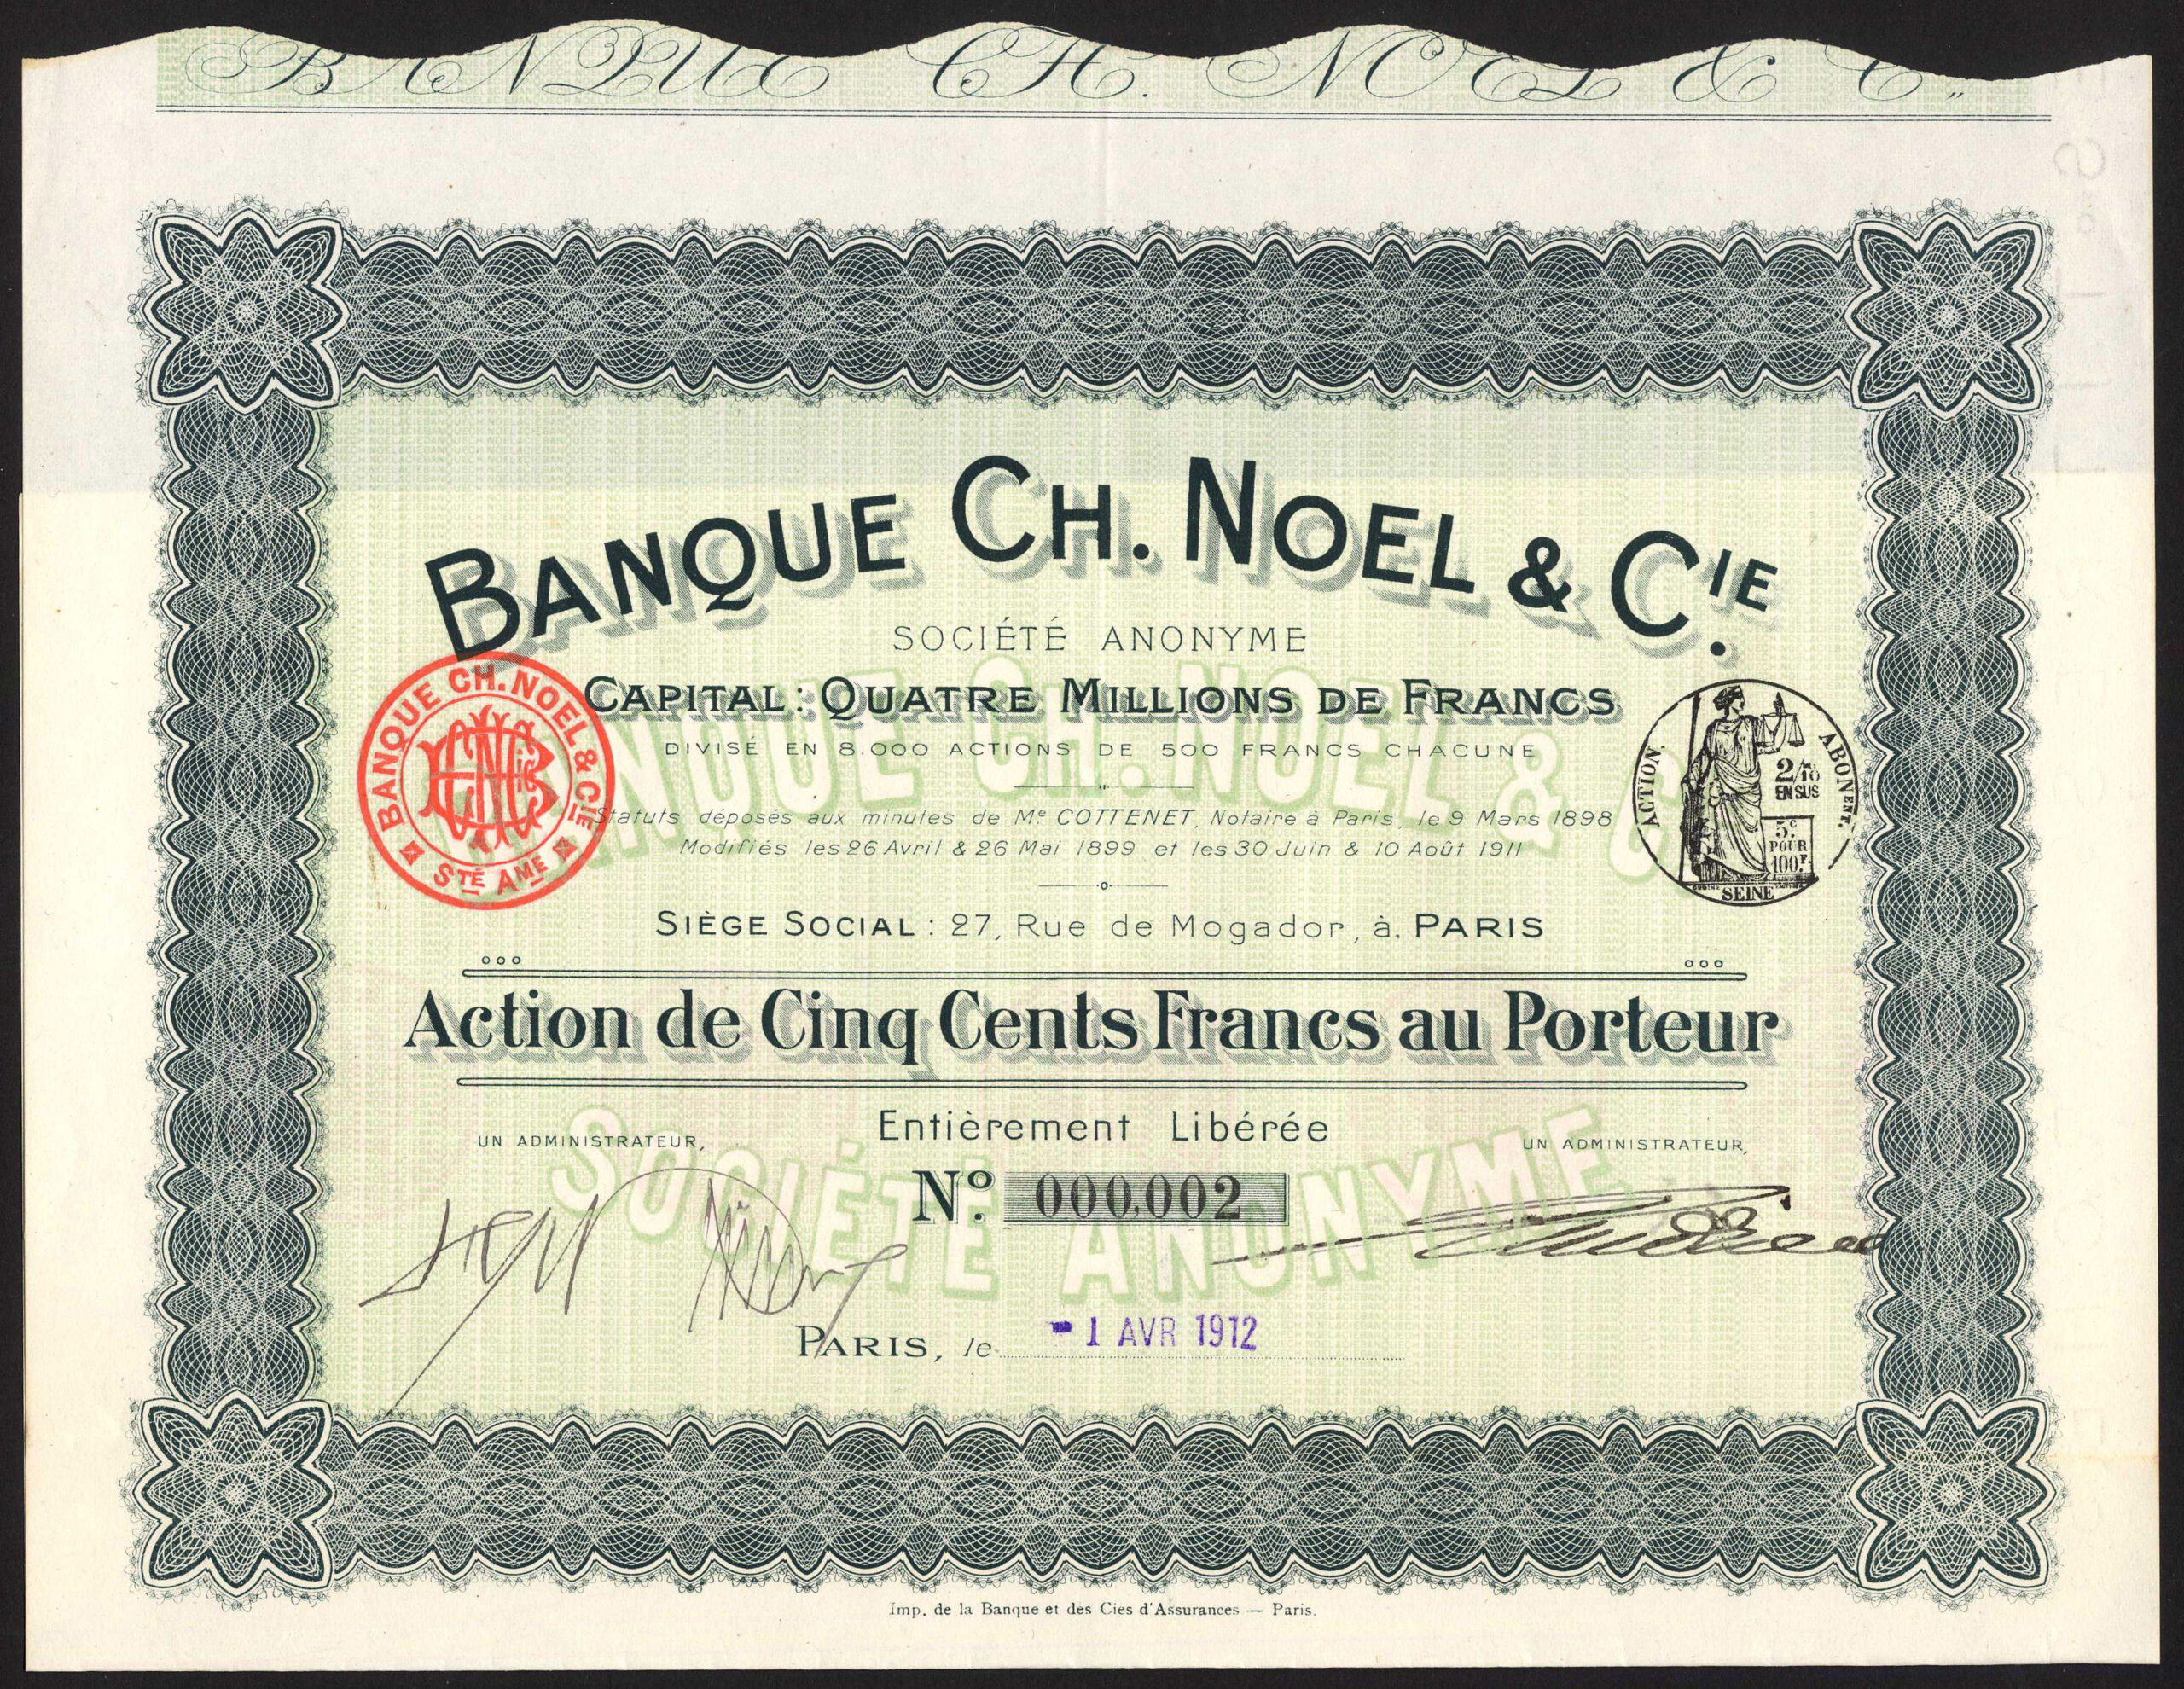 BANQUE CH. NOEL & C
BANQUE CH. NOEL & CIE.
SOCIÉTÉ ANONYME
CAPITAL : QUATRE MILLIONS DE FRANCS
DIVISÉ EN 8.000 ACTIONS DE 500 FRANCS CHACUNE
BANQUE CH. NOEL & CIE
STÉ AME
ACTION.
ABONENT.
2/10
EN SUS
5c
POUR
100F.
SEINE
Statuts déposés aux minutes de Me COTTENET, Notaire à Paris, le 9 Mars 1898
Modifiés les 26 Avril & 26 Mai 1899 et les 30 Juin & 10 Août 1911
SIÈGE SOCIAL : 27, Rue de Mogador, à. PARIS
Action de Cinq Cents Francs au Porteur
Entièrement Libérée
UN ADMINISTRATEUR,
UN ADMINISTRATEUR,
No. 000,002
PARIS, le - 1 AVR 1912
BANQUE CH. NOEL & C
SOCIÉTÉ ANONYME
Imp. de la Banque et des Cies d'Assurances — Paris.